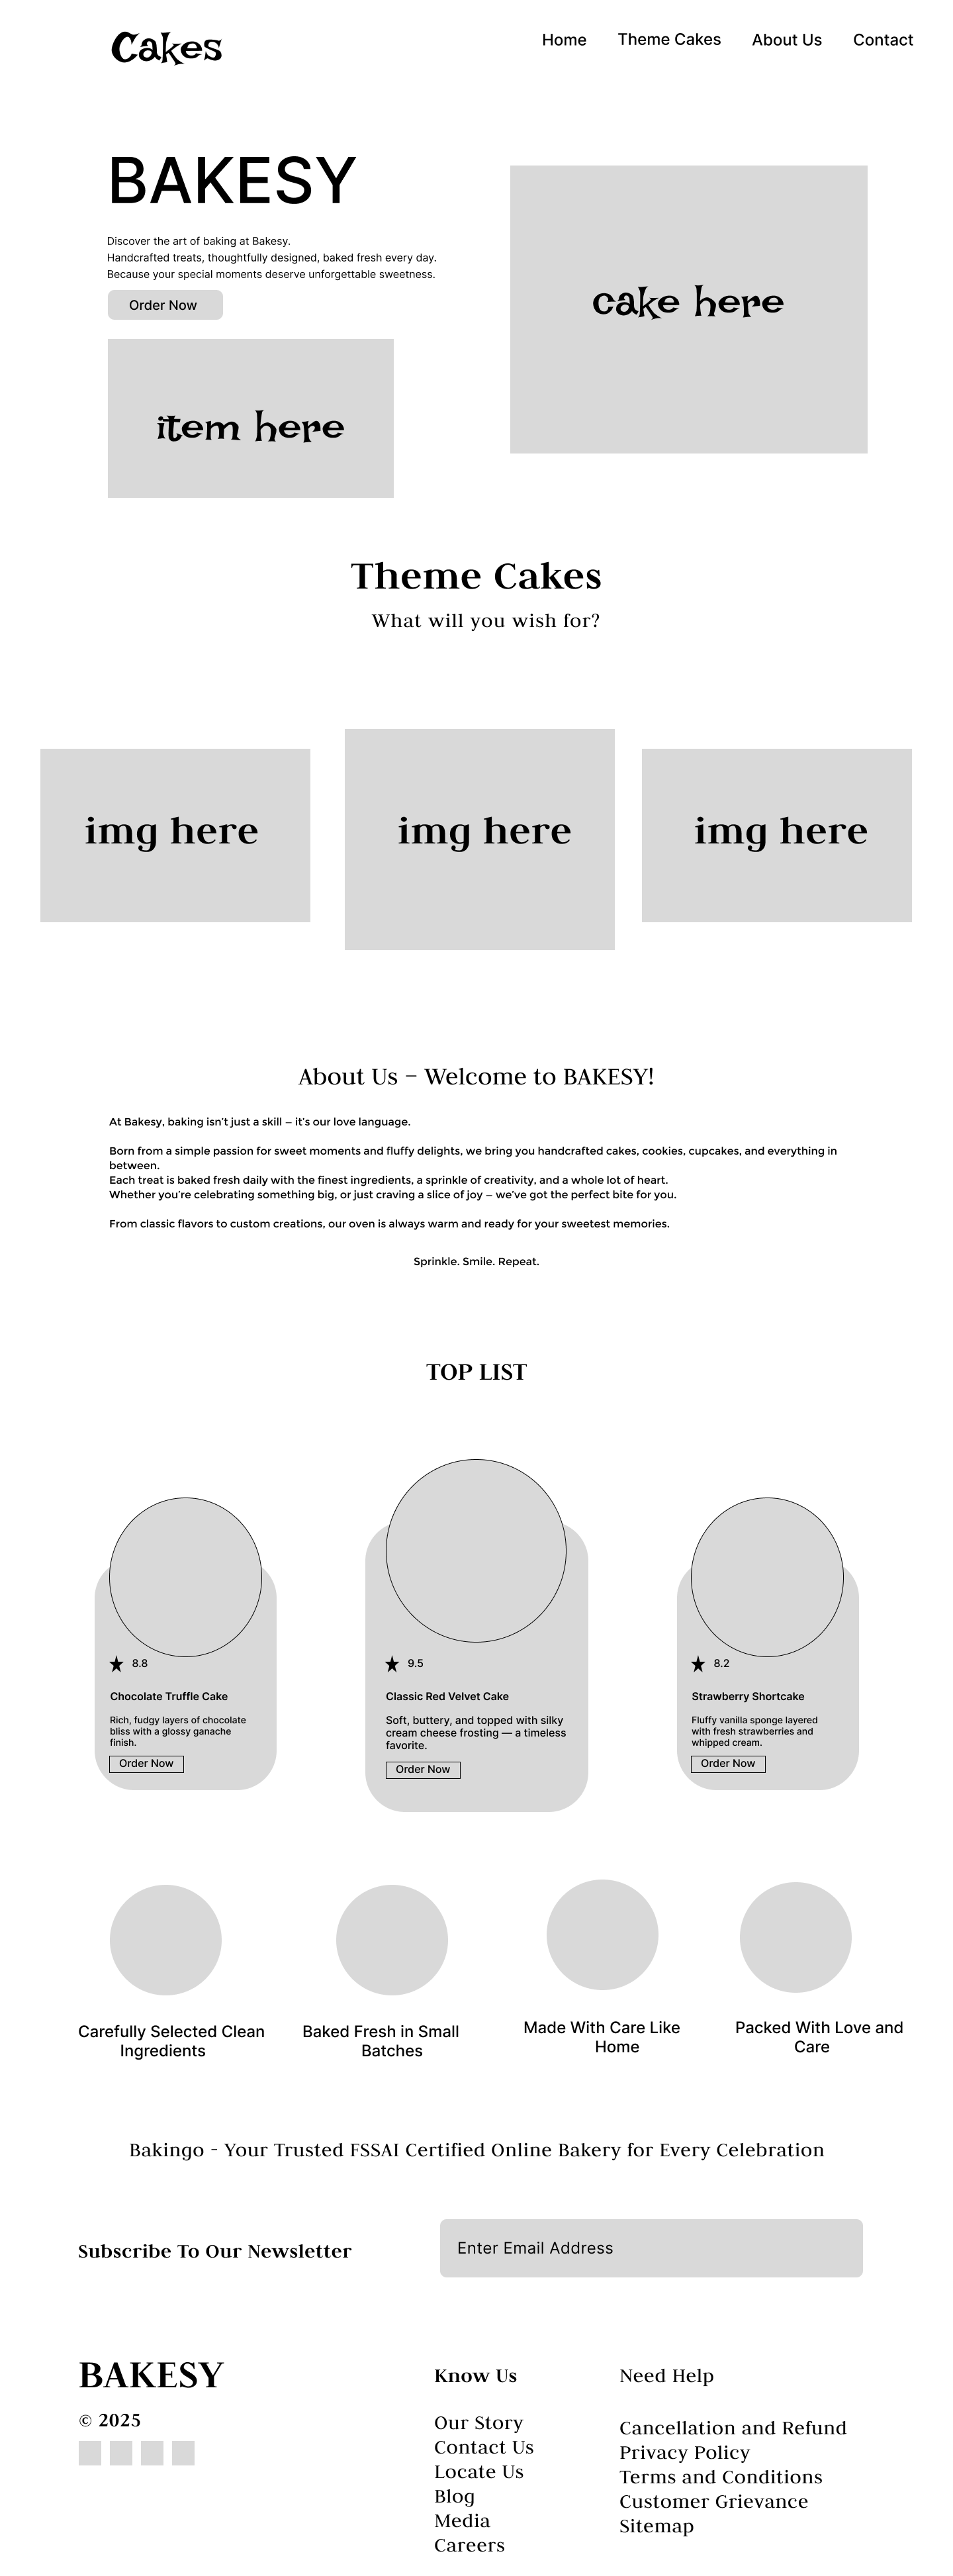 Cakes
Home
Theme Cakes
About Us
Contact
BAKESY
Discover the art of baking at Bakesy.
Handcrafted treats, thoughtfully designed, baked fresh every day.
Because your special moments deserve unforgettable sweetness.
Order Now
cake here
item here
Theme Cakes
What will you wish for?
img here
img here
img here
About Us – Welcome to BAKESY!
At Bakesy, baking isn’t just a skill — it’s our love language.
Born from a simple passion for sweet moments and fluffy delights, we bring you handcrafted cakes, cookies, cupcakes, and everything in
between.
Each treat is baked fresh daily with the finest ingredients, a sprinkle of creativity, and a whole lot of heart.
Whether you’re celebrating something big, or just craving a slice of joy — we’ve got the perfect bite for you.
From classic flavors to custom creations, our oven is always warm and ready for your sweetest memories.
Sprinkle. Smile. Repeat.
TOP LIST
8.8
Chocolate Truffle Cake
Rich, fudgy layers of chocolate
bliss with a glossy ganache
finish.
Order Now
9.5
Classic Red Velvet Cake
Soft, buttery, and topped with silky
cream cheese frosting — a timeless
favorite.
Order Now
8.2
Strawberry Shortcake
Fluffy vanilla sponge layered
with fresh strawberries and
whipped cream.
Order Now
Carefully Selected Clean
Ingredients
Baked Fresh in Small
Batches
Made With Care Like
Home
Packed With Love and
Care
Bakingo - Your Trusted FSSAI Certified Online Bakery for Every Celebration
Subscribe To Our Newsletter
Enter Email Address
BAKESY
© 2025
Know Us
Our Story
Contact Us
Locate Us
Blog
Media
Careers
Need Help
Cancellation and Refund
Privacy Policy
Terms and Conditions
Customer Grievance
Sitemap